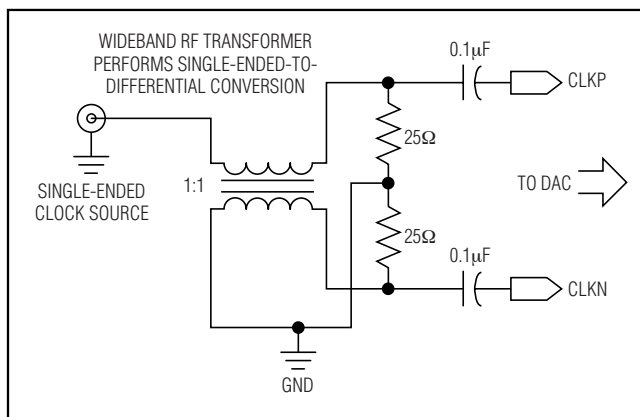 WIDEBAND RF TRANSFORMER
PERFORMS SINGLE-ENDED-TO-
DIFFERENTIAL CONVERSION
0.1μF
CLKP
25Ω
1:1
SINGLE-ENDED
CLOCK SOURCE
TO DAC
25Ω
0.1μF
CLKN
GND